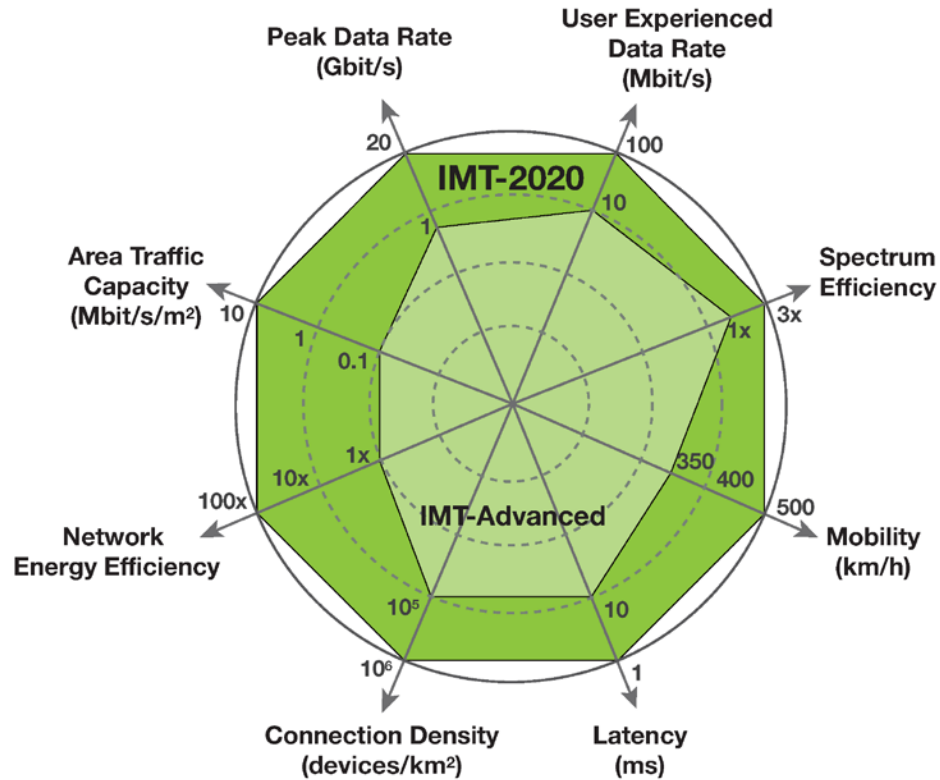 Peak Data Rate
(Gbit/s)
User Experienced
Data Rate
(Mbit/s)
20
100
IMT-2020
1
10
Area Traffic
Capacity
(Mbit/s/m²)
Spectrum
Efficiency
10
1
0.1
1x
3x
100x
10x
1x
350
400
500
Network
Energy Efficiency
IMT-Advanced
Mobility
(km/h)
10⁵
10
10⁶
1
Connection Density
(devices/km²)
Latency
(ms)